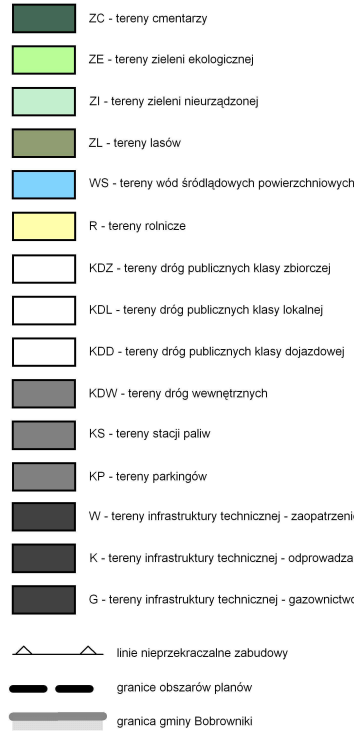 ZC - tereny cmentarzy
ZE - tereny zieleni ekologicznej
ZI - tereny zieleni nieurządzonej
ZL - tereny lasów
WS - tereny wód śródlądowych powierzchniowych
R - tereny rolnicze
KDZ - tereny dróg publicznych klasy zbiorczej
KDL - tereny dróg publicznych klasy lokalnej
KDD - tereny dróg publicznych klasy dojazdowej
KDW - tereny dróg wewnętrznych
KS - tereny stacji paliw
KP - tereny parkingów
W - tereny infrastruktury technicznej -
K - tereny infrastruktury technicznej -
G - tereny infrastruktury technicznej -
linie nieprzekraczalne zabudowy
granice obszarów planów
granica gminy Bobrowniki